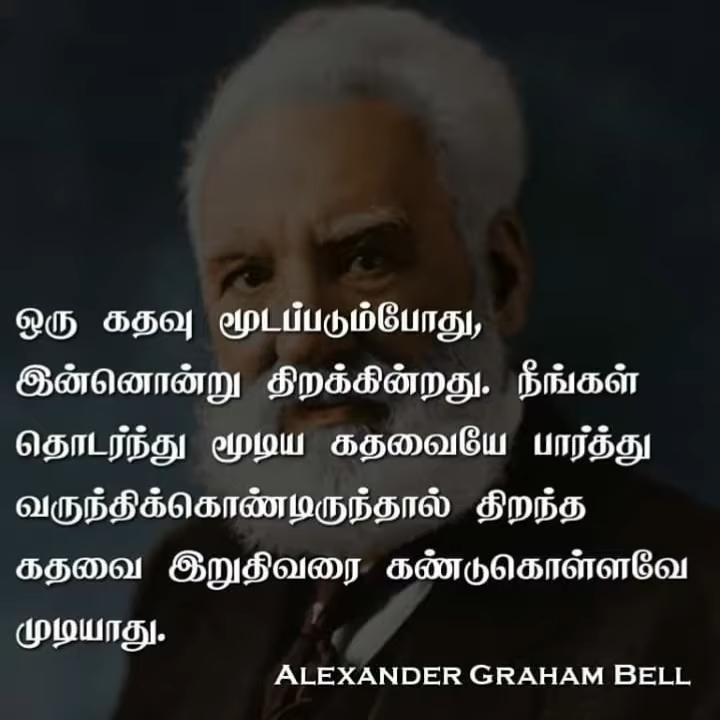 ஒரு கதவு மூடப்படும்போது,
இன்னொன்று திறக்கின்றது. நீங்கள்
தொடர்ந்து மூடிய கதவையே பார்த்து
வருந்திக்கொண்டிருந்தால் திறந்த
கதவை இறுதிவரை கண்டுகொள்ளவே
முடியாது.
ALEXANDER GRAHAM BELL